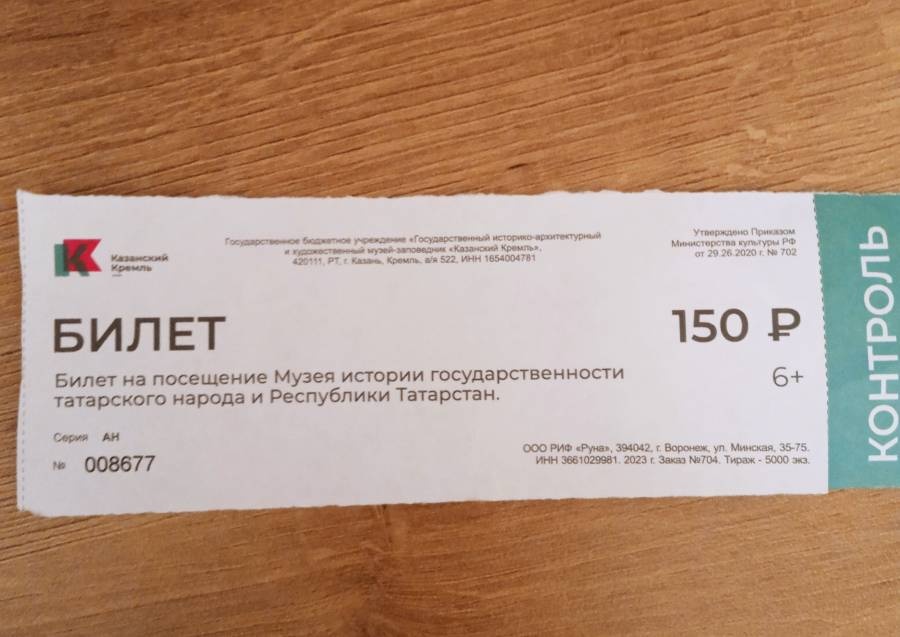 Казанский
Кремль
Государственное бюджетное учреждение «Государственный историко-архитектурный
и художественный музей-заповедник «Казанский Кремль»,
420111, РТ, г. Казань, Кремль, а/я 522, ИНН 1654004781
Утверждено Приказом
Министерства культуры РФ
от 29.26.2020 г. № 702
БИЛЕТ
150 ₽
Билет на посещение Музея истории государственности
татарского народа и Республики Татарстан.
6+
Серия АН
№ 008677
ООО РИФ «Руна», 394042, г. Воронеж, ул. Минская, 35-75.
ИНН 3661029981. 2023 г. Заказ №704. Тираж - 5000 экз.
КОНТРОЛЬ